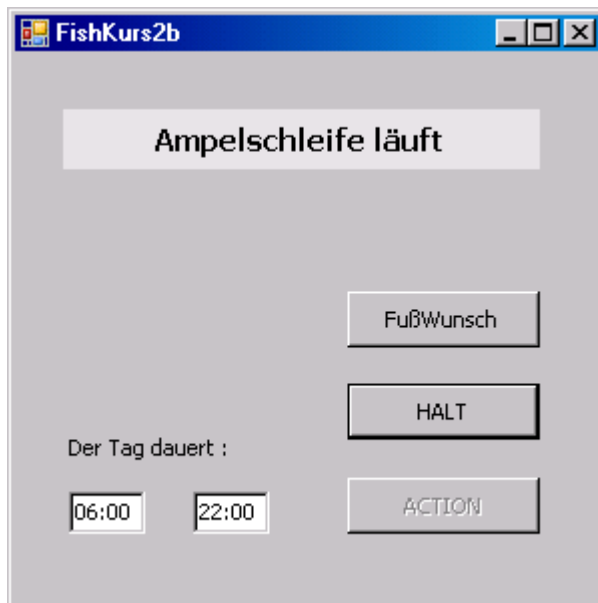 FishKurs2b
Ampelschleife läuft
FußWunsch
HALT
Der Tag dauert :
06:00 22:00
ACTION